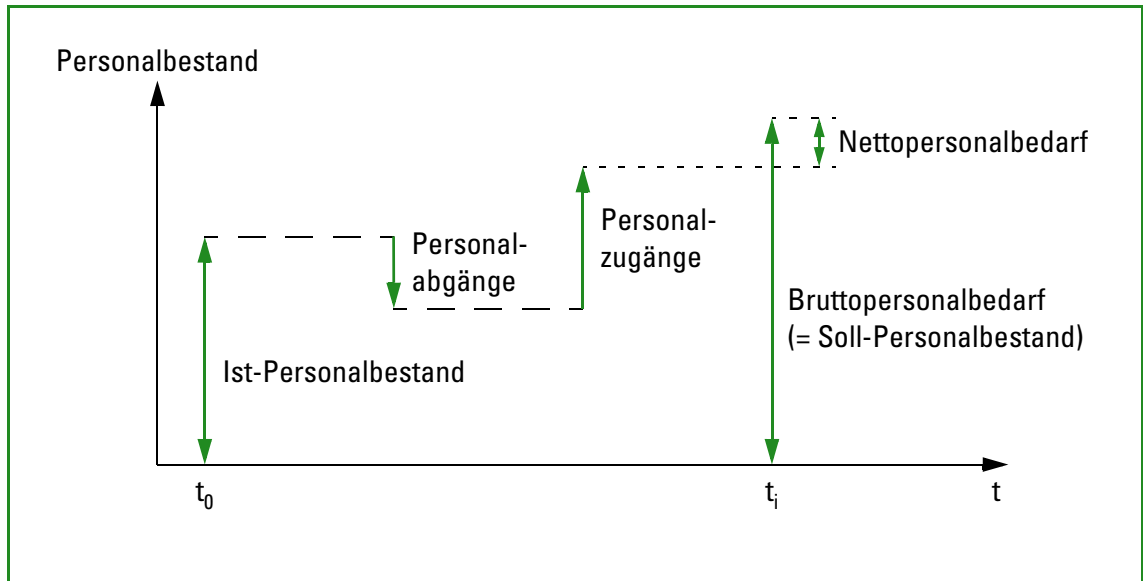 Personalbestand
Nettopersonalbedarf
Personal-
zugänge
Personal-
abgänge
Bruttopersonalbedarf
(= Soll-Personalbestand)
Ist-Personalbestand
t₀
tᵢ
t